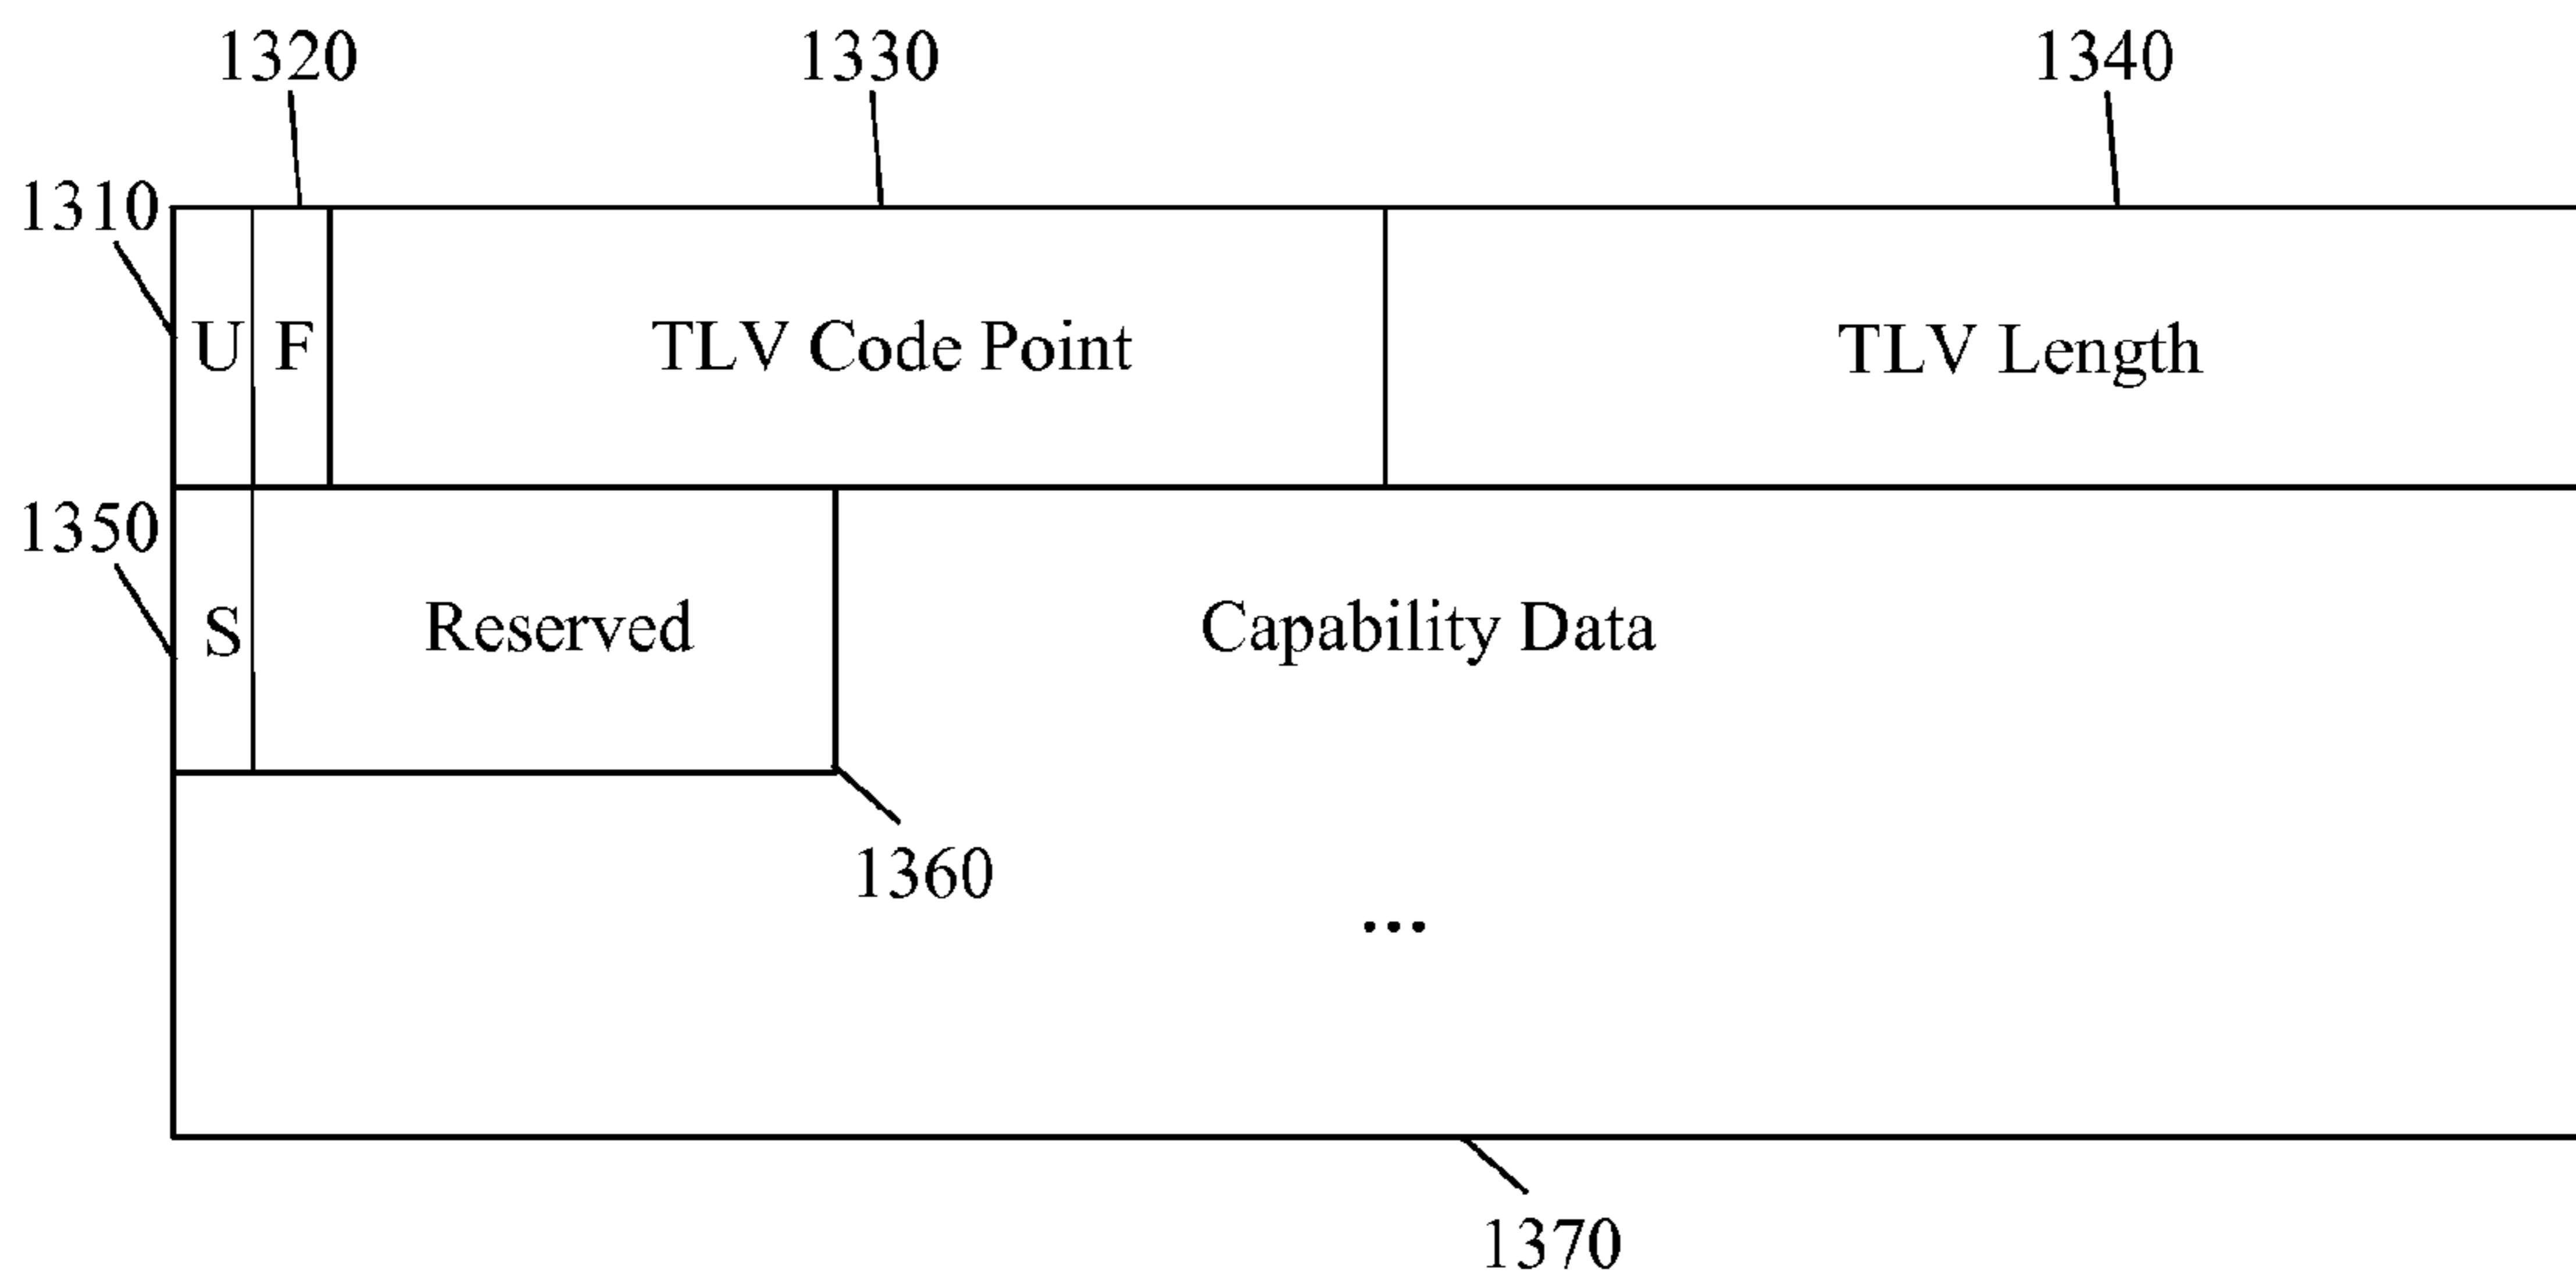 1320 1330 1340
1310
U F TLV Code Point TLV Length
1350
S Reserved Capability Data
1360
...
1370